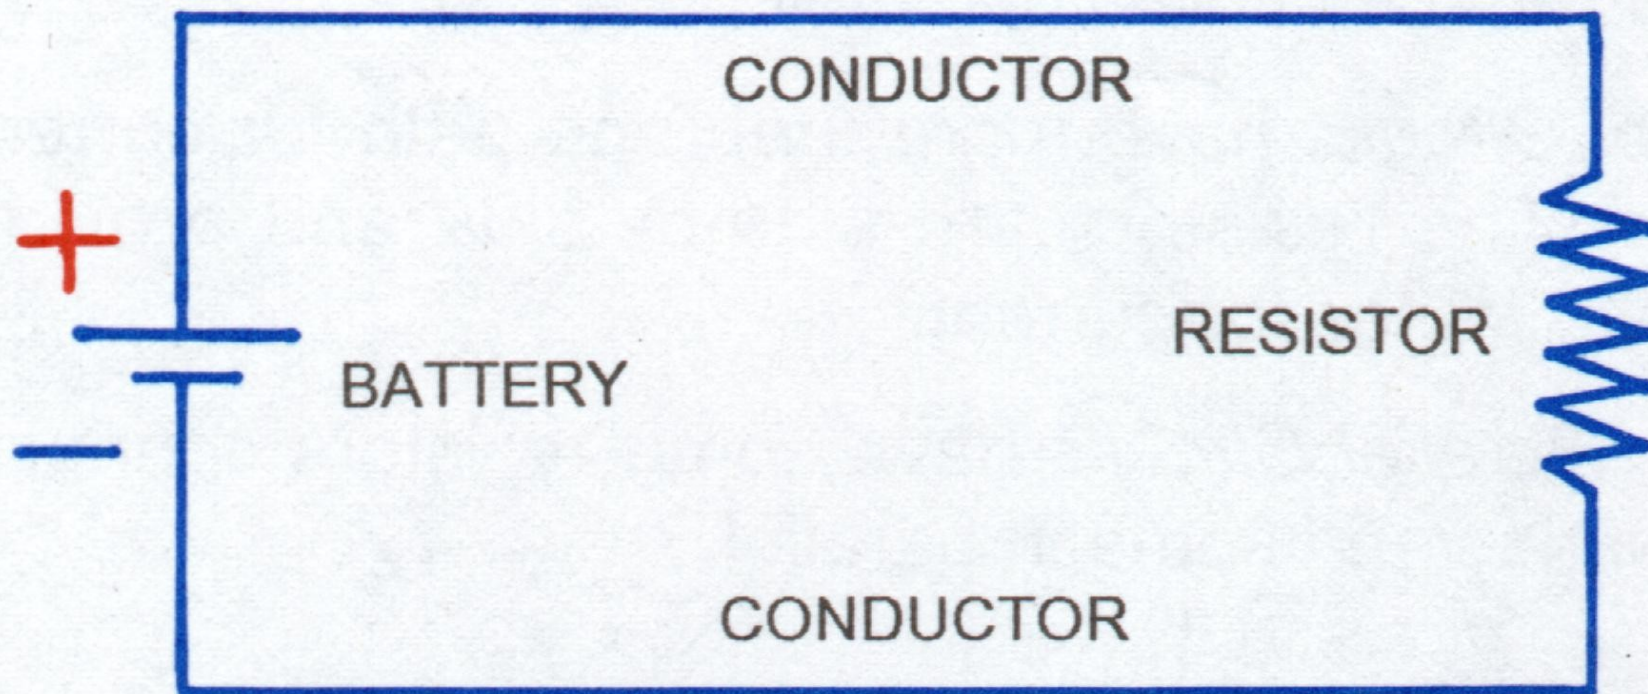 CONDUCTOR
+
RESISTOR
BATTERY
−
CONDUCTOR